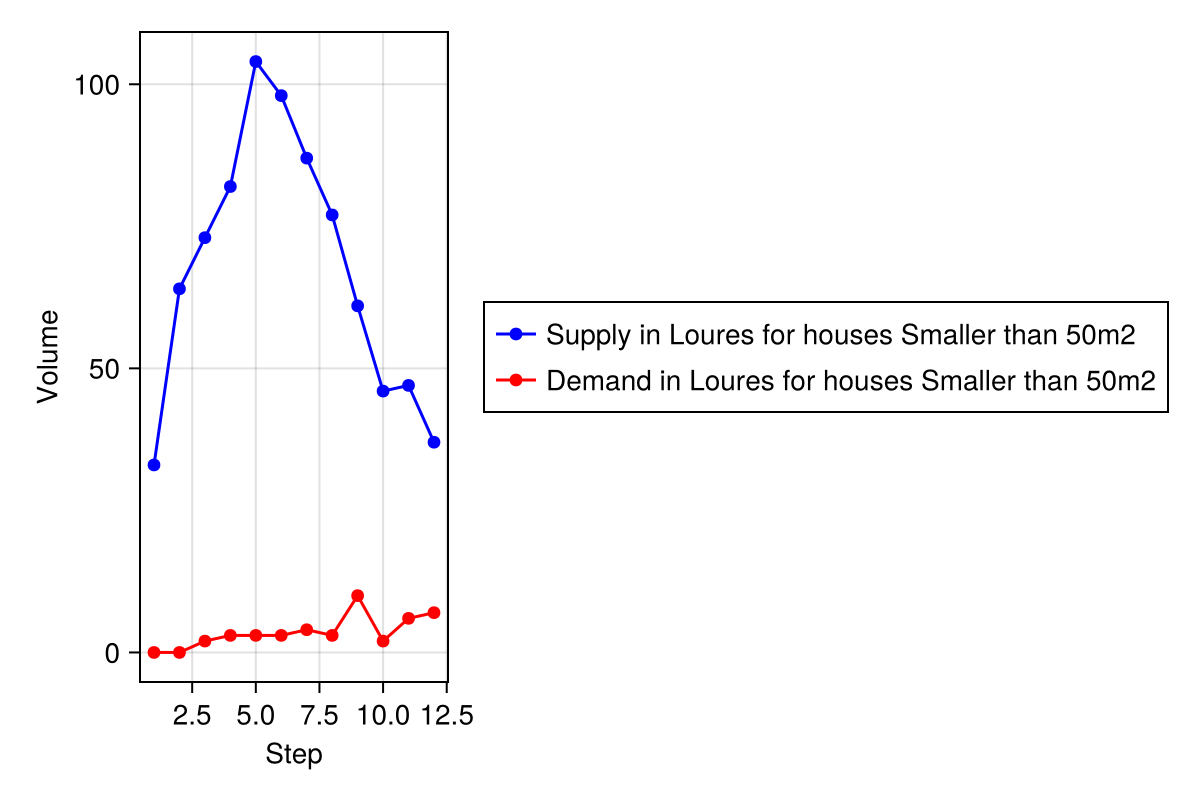 Volume
100
50
0
2.5 5.0 7.5 10.0 12.5
Step
Supply in Loures for houses Smaller than 50m2
Demand in Loures for houses Smaller than 50m2